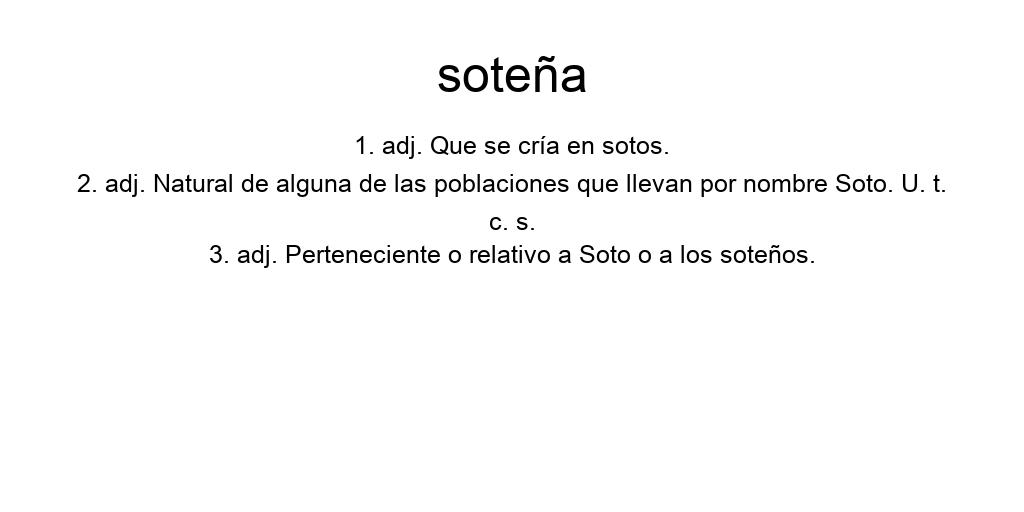 soteña
1. adj. Que se cría en sotos.
2. adj. Natural de alguna de las poblaciones que llevan por nombre Soto. U. t.
c. s.
3. adj. Perteneciente o relativo a Soto o a los soteños.